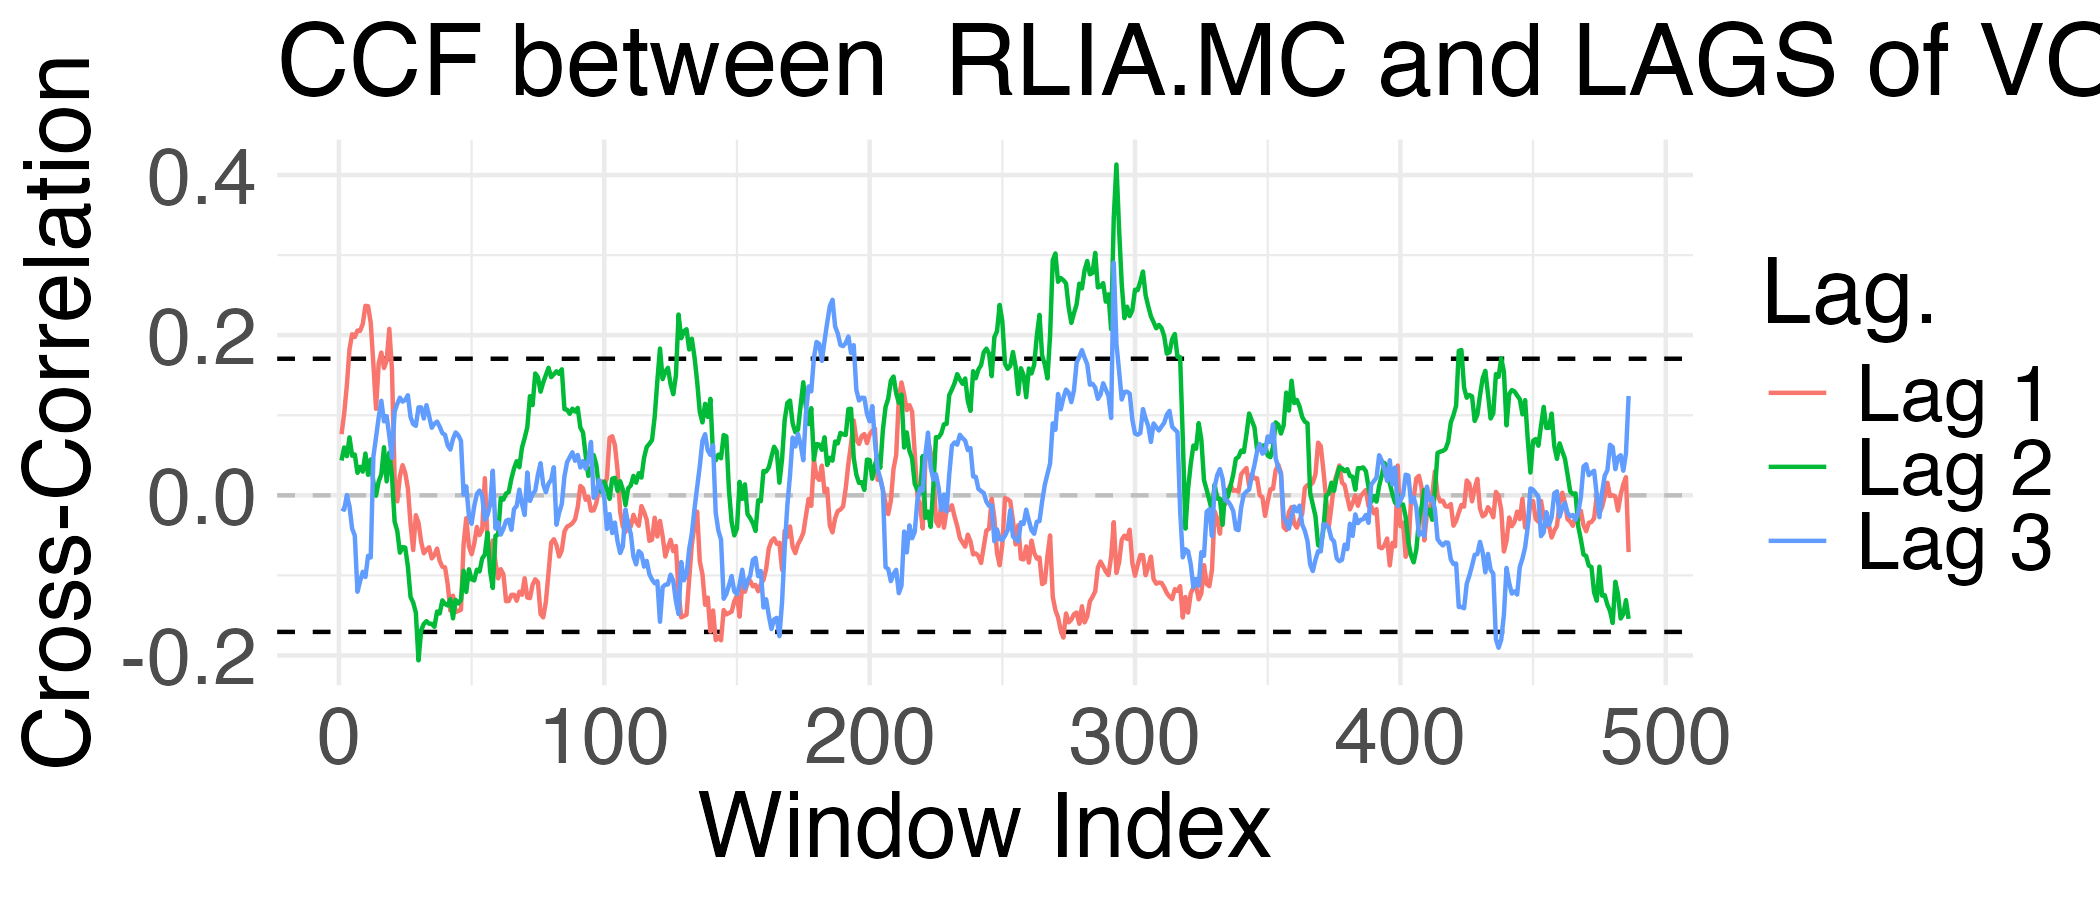 CCF between  RLIA.MC and LAGS of
Cross-Correlation
0.4
0.2
0.0
-0.2
0 100 200 300 400 500
Window Index
Lag.
Lag 1
Lag 2
Lag 3